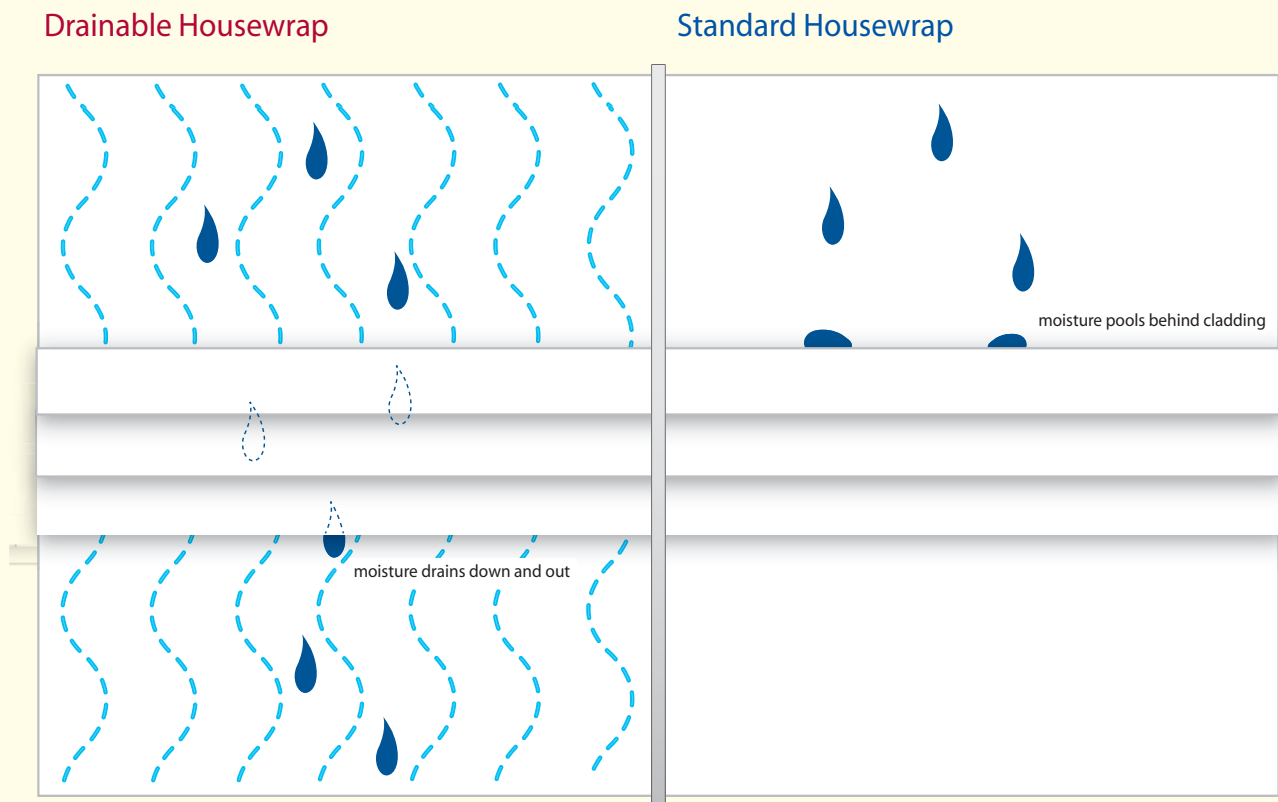 Drainable Housewrap
Standard Housewrap
moisture pools behind cladding
moisture drains down and out